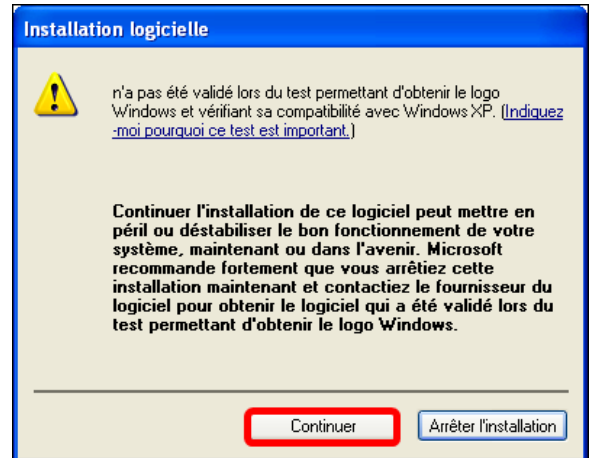 Installation logicielle
n'a pas été validé lors du test permettant d'obtenir le logo
Windows et vérifiant sa compatibilité avec Windows XP. (Indiquez
-moi pourquoi ce test est important.)
Continuer l'installation de ce logiciel peut mettre en
péril ou déstabiliser le bon fonctionnement de votre
système, maintenant ou dans l'avenir. Microsoft
recommande fortement que vous arrêtiez cette
installation maintenant et contactiez le fournisseur du
logiciel pour obtenir le logiciel qui a été validé lors du
test permettant d'obtenir le logo Windows.
Continuer
Arrêter l'installation